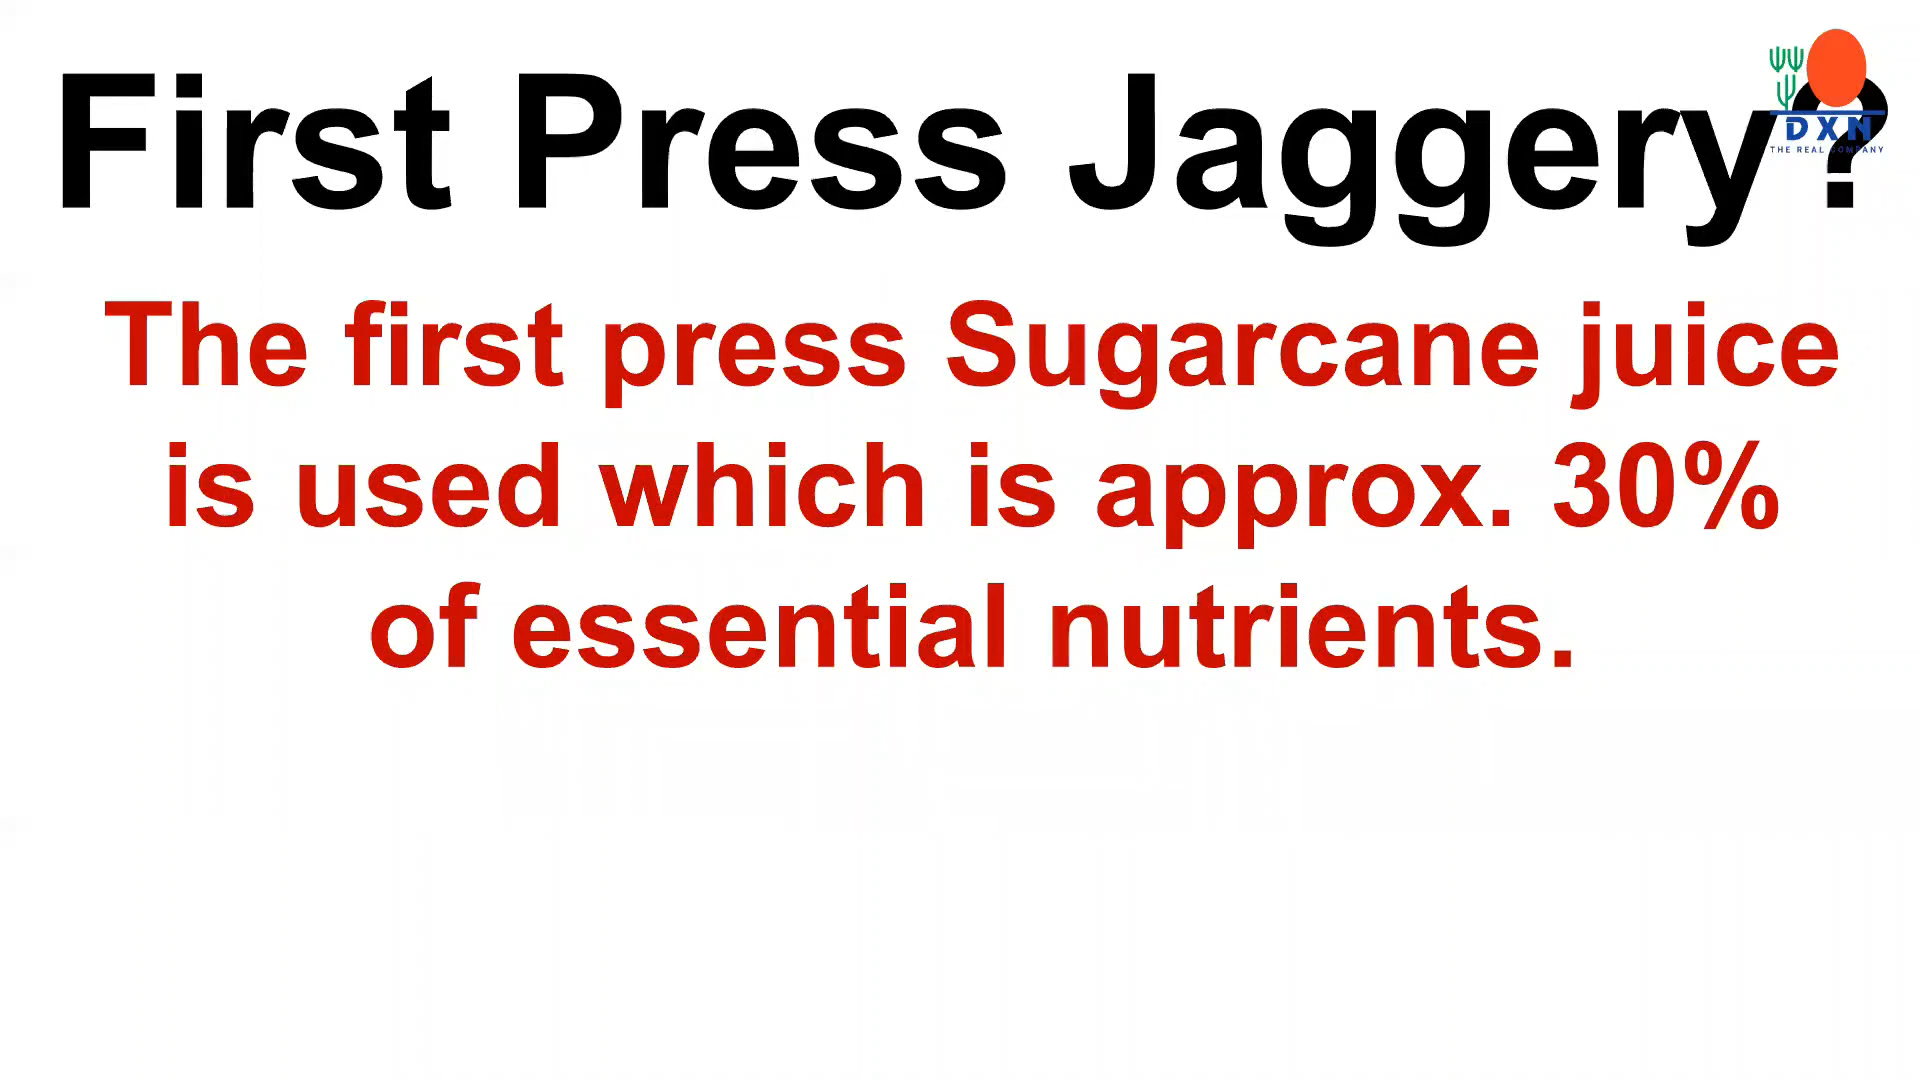 First Press Jaggery?
DXN
THE REAL COMPANY
The first press Sugarcane juice
is used which is approx. 30%
of essential nutrients.